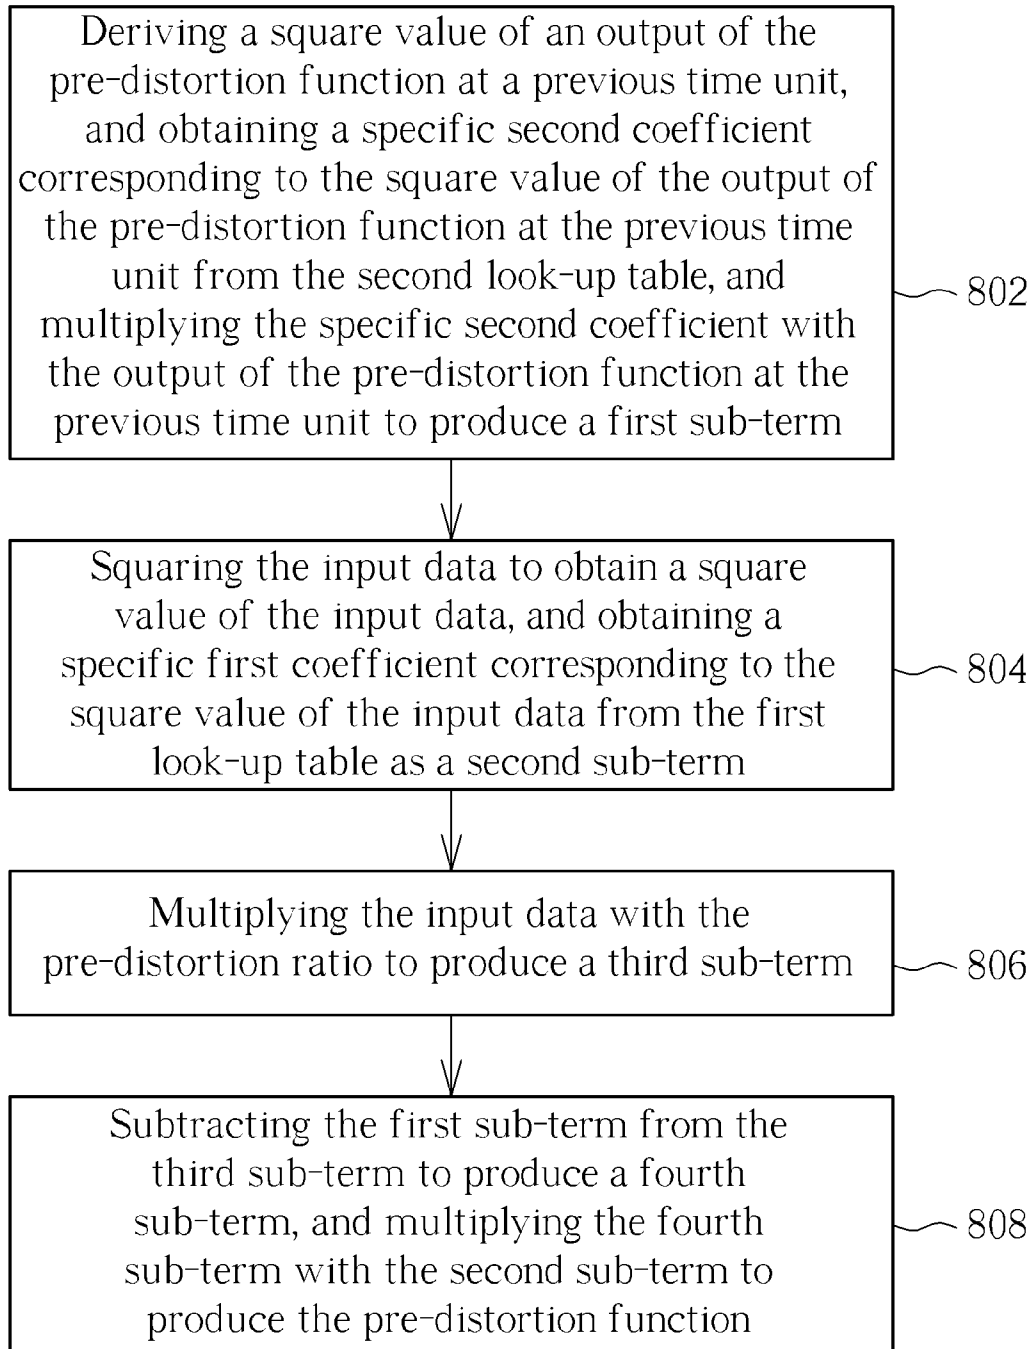 Deriving a square value of an output of the
pre-distortion function at a previous time unit,
and obtaining a specific second coefficient
corresponding to the square value of the output of
the pre-distortion function at the previous time
unit from the second look-up table, and
multiplying the specific second coefficient with
the output of the pre-distortion function at the
previous time unit to produce a first sub-term
802
Squaring the input data to obtain a square
value of the input data, and obtaining a
specific first coefficient corresponding to the
square value of the input data from the first
look-up table as a second sub-term
804
Multiplying the input data with the
pre-distortion ratio to produce a third sub-term
806
Subtracting the first sub-term from the
third sub-term to produce a fourth
sub-term, and multiplying the fourth
sub-term with the second sub-term to
produce the pre-distortion function
808